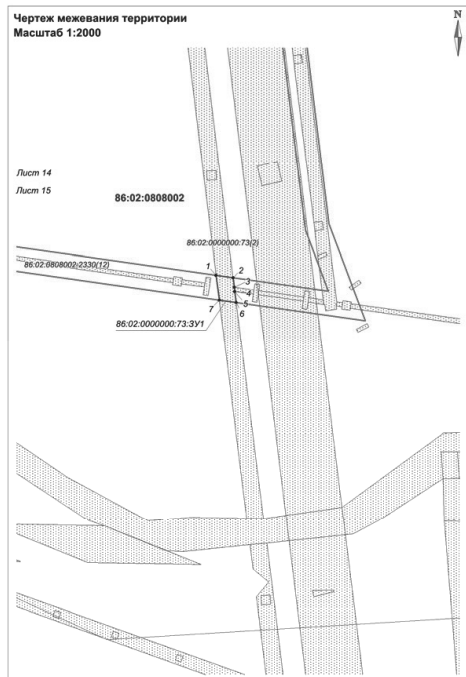 Чертеж межевания территории
Масштаб 1:2000
N
Лист 14
Лист 15
86:02:0808002
86:02:0000000:73(2)
86:02:0808002:2330(12)
1
2
3
4
5
6
7
86:02:0000000:73:ЗУ1